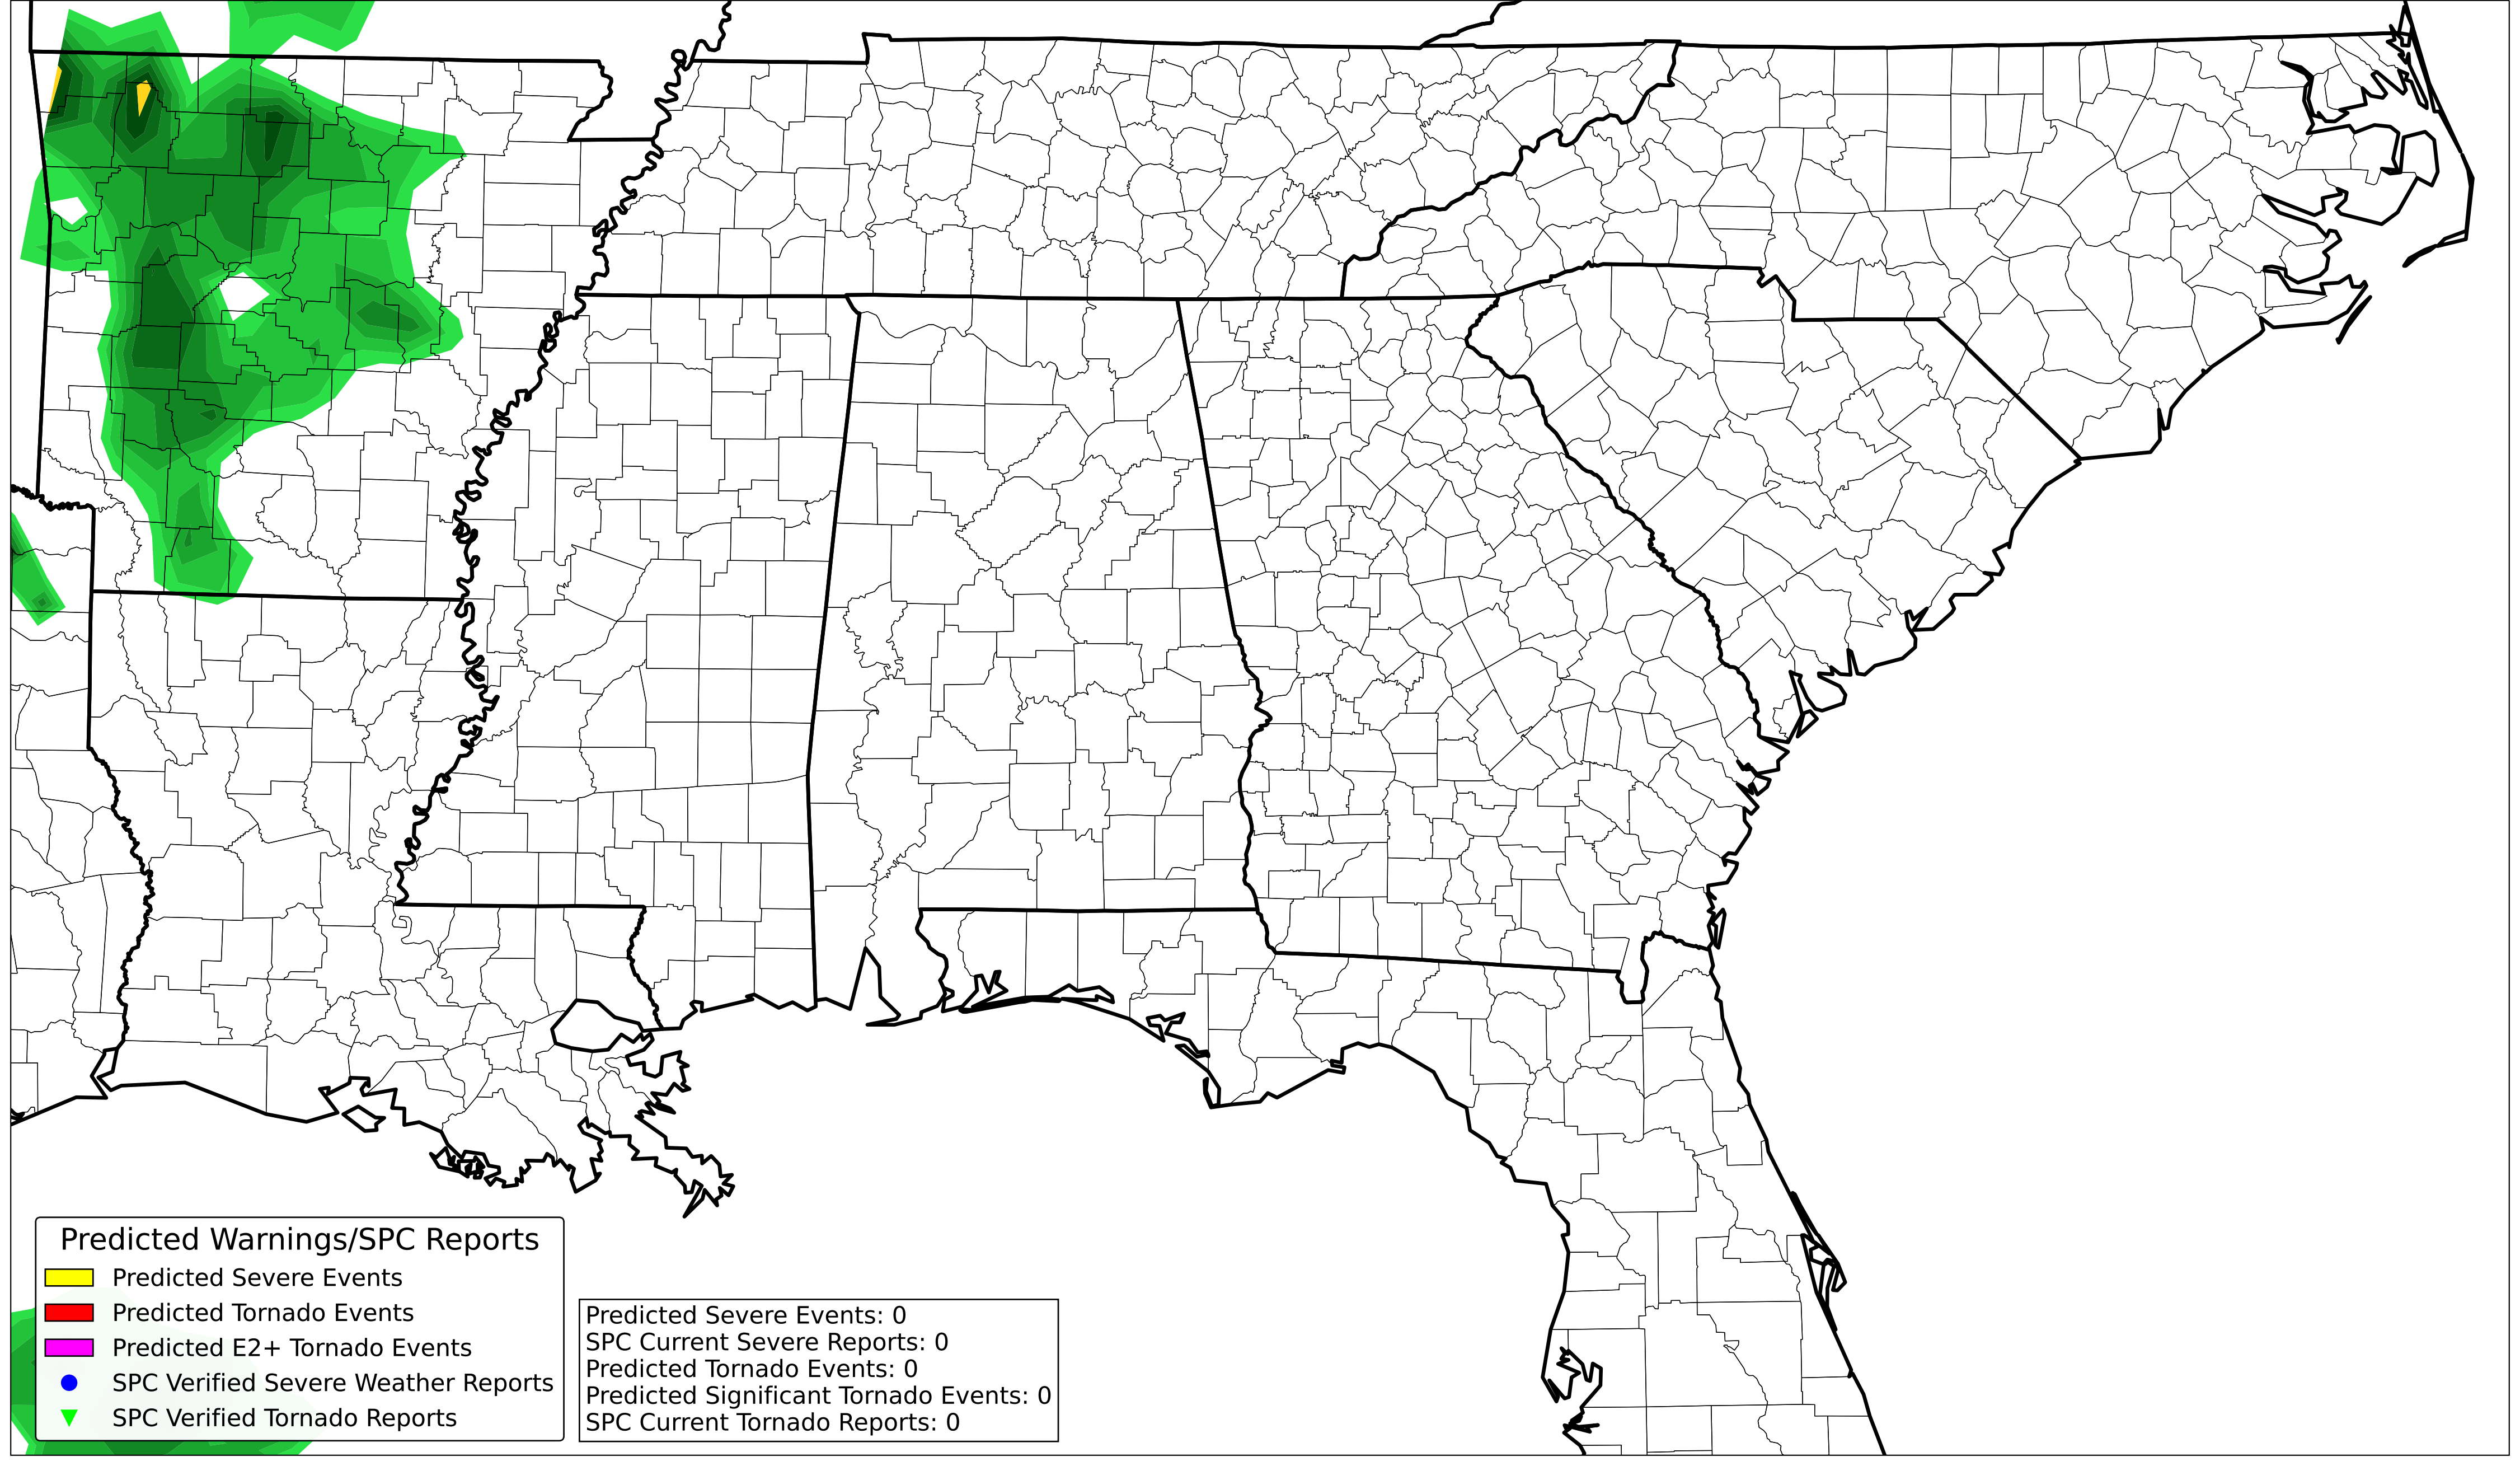 Predicted Warnings/SPC Reports
Predicted Severe Events
Predicted Tornado Events
Predicted E2+ Tornado Events
SPC Verified Severe Weather Reports
SPC Verified Tornado Reports
Predicted Severe Events: 0
SPC Current Severe Reports: 0
Predicted Tornado Events: 0
Predicted Significant Tornado Events: 0
SPC Current Tornado Reports: 0